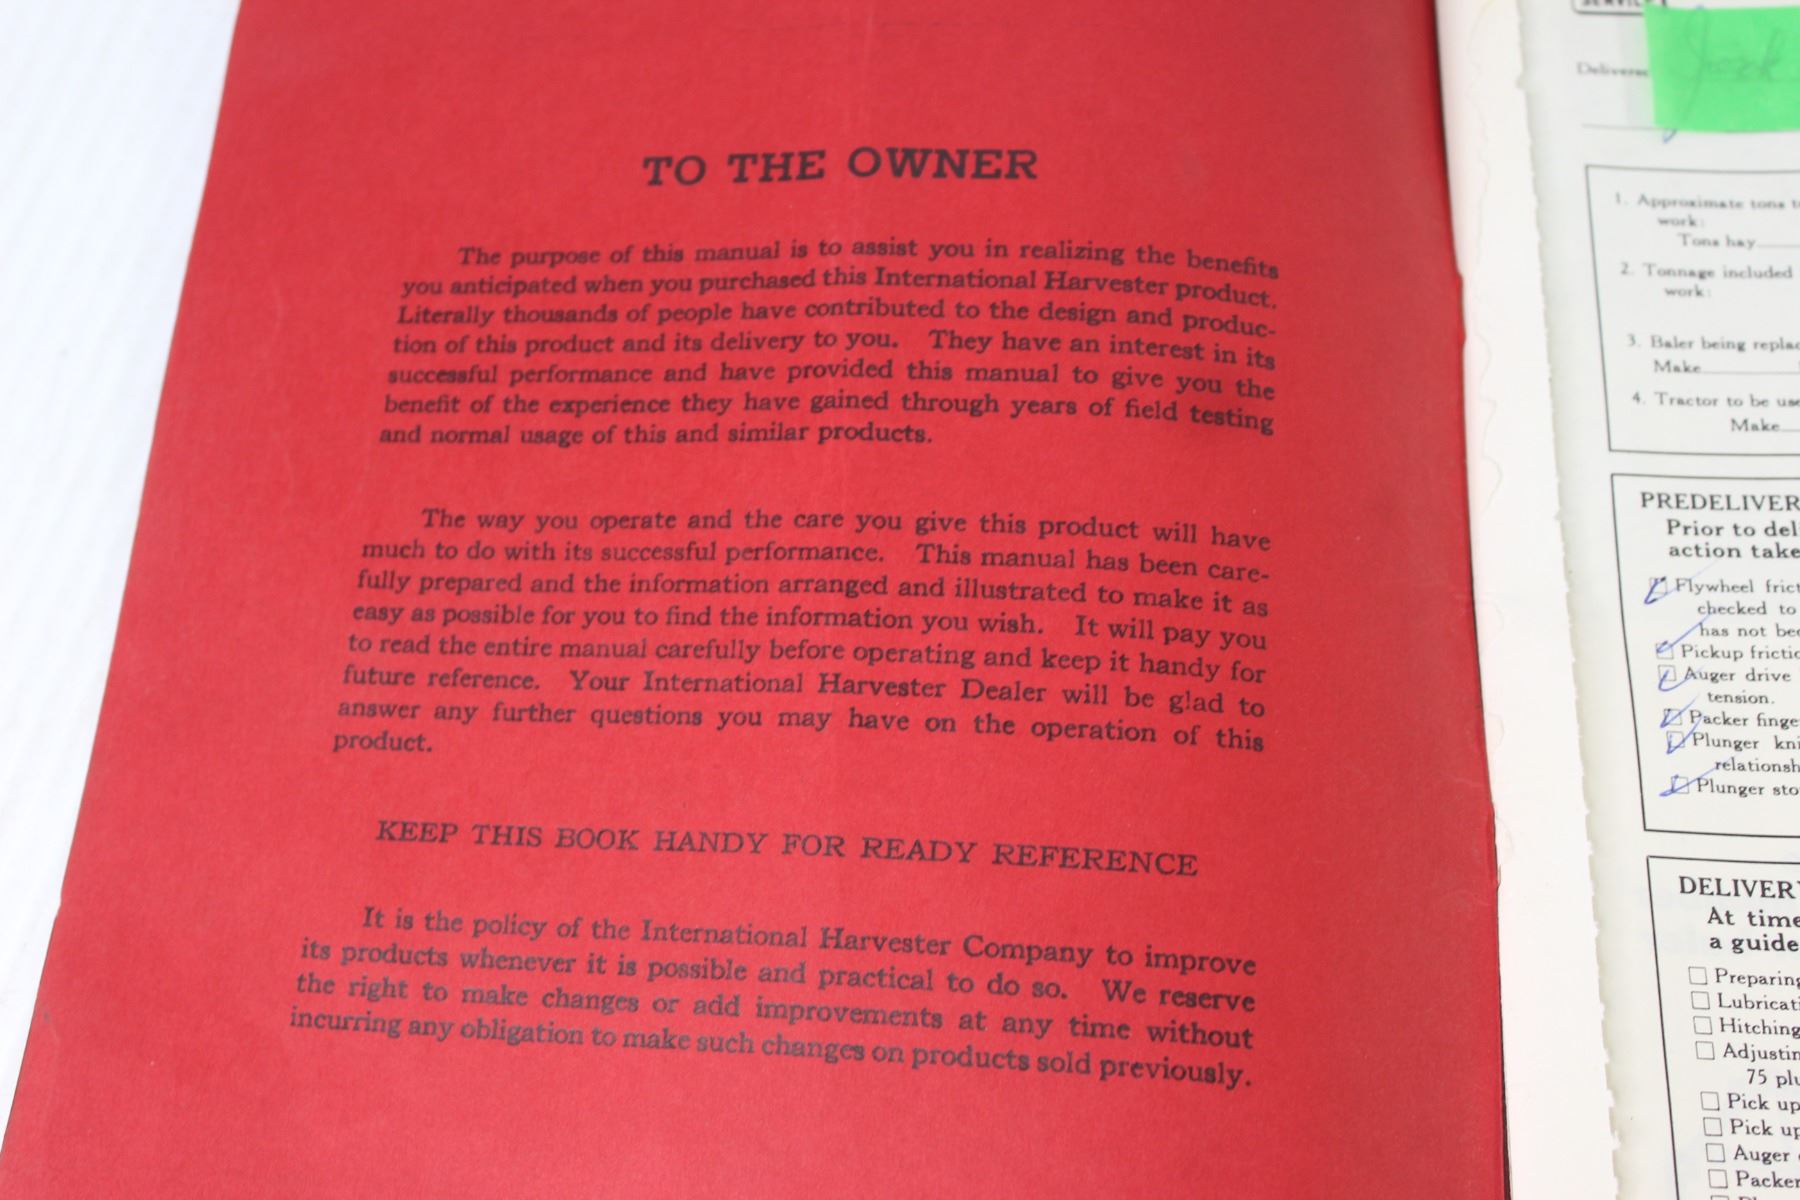 TO THE OWNER
The purpose of this manual is to assist you in realizing the benefits
you anticipated when you purchased this International Harvester product.
Literally thousands of people have contributed to the design and produc-
tion of this product and its delivery to you. They have an interest in its
successful performance and have provided this manual to give you the
benefit of the experience they have gained through years of field testing
and normal usage of this and similar products.
The way you operate and the care you give this product will have
much to do with its successful performance. This manual has been care-
fully prepared and the information arranged and illustrated to make it as
easy as possible for you to find the information you wish. It will pay you
to read the entire manual carefully before operating and keep it handy for
future reference. Your International Harvester Dealer will be glad to
answer any further questions you may have on the operation of this
product.
KEEP THIS BOOK HANDY FOR READY REFERENCE
It is the policy of the International Harvester Company to improve
its products whenever it is possible and practical to do so. We reserve
the right to make changes or add improvements at any time without
incurring any obligation to make such changes on products sold previously.
SERVICE
1. Approximate tons
work:
Tons hay
2. Tonnage included
work:
3. Baler being
Make
4. Tractor to be
Make
PREDELIVER
Prior to
action
Flywheel
checked to
has not
Pickup
Auger drive
tension.
Packer
Plunger
Plunger
DELIVERY
At time
a guide
Preparing
Hitching
75
Pick up
Pick up
Auger
Packer